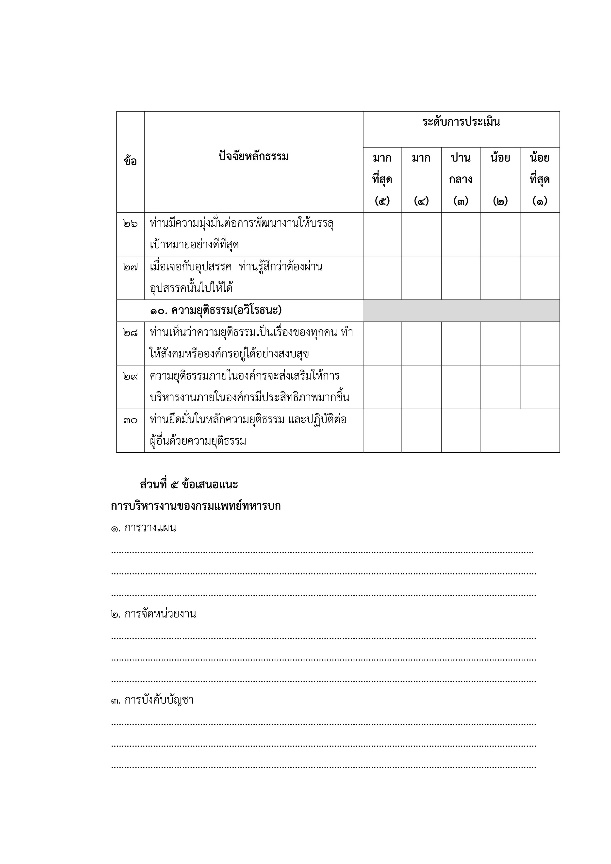 ระดับการประเมิน
ข้อ ปัจจัยหลักธรรม มาก มาก ปาน น้อย น้อย
ที่สุด กลาง ที่สุด
(๕) (๔) (๓) (๒) (๑)
๒๖ ท่านมีความมุ่งมั่นต่อการพัฒนางานให้บรรลุ
เป้าหมายอย่างดีที่สุด
๒๗ เมื่อเจอกับอุปสรรค ท่านรู้สึกว่าต้องผ่าน
อุปสรรคนั้นไปให้ได้
๑๐. ความยุติธรรม(อวิโรธนะ)
๒๘ ท่านเห็นว่าความยุติธรรมเป็นเรื่องของทุกคน ทำ
ให้สังคมหรือองค์กรอยู่ได้อย่างสงบสุข
๒๙ ความยุติธรรมภายในองค์กรจะส่งเสริมให้การ
บริหารงานภายในองค์กรมีประสิทธิภาพมากขึ้น
๓๐ ท่านยึดมั่นในหลักความยุติธรรม และปฏิบัติต่อ
ผู้อื่นด้วยความยุติธรรม
ส่วนที่ ๕ ข้อเสนอแนะ
การบริหารงานของกรมแพทย์ทหารบก
๑. การวางแผน
๒. การจัดหน่วยงาน
๓. การบังคับบัญชา